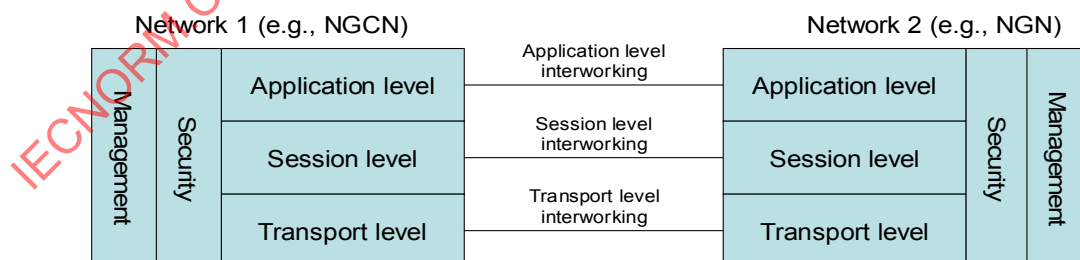 Network 1 (e.g., NGCN)
Network 2 (e.g., NGN)
Management
Security
Application level
Session level
Transport level
Application level
interworking
Session level
interworking
Transport level
interworking
Application level
Session level
Transport level
Security
Management
IECNORM.C